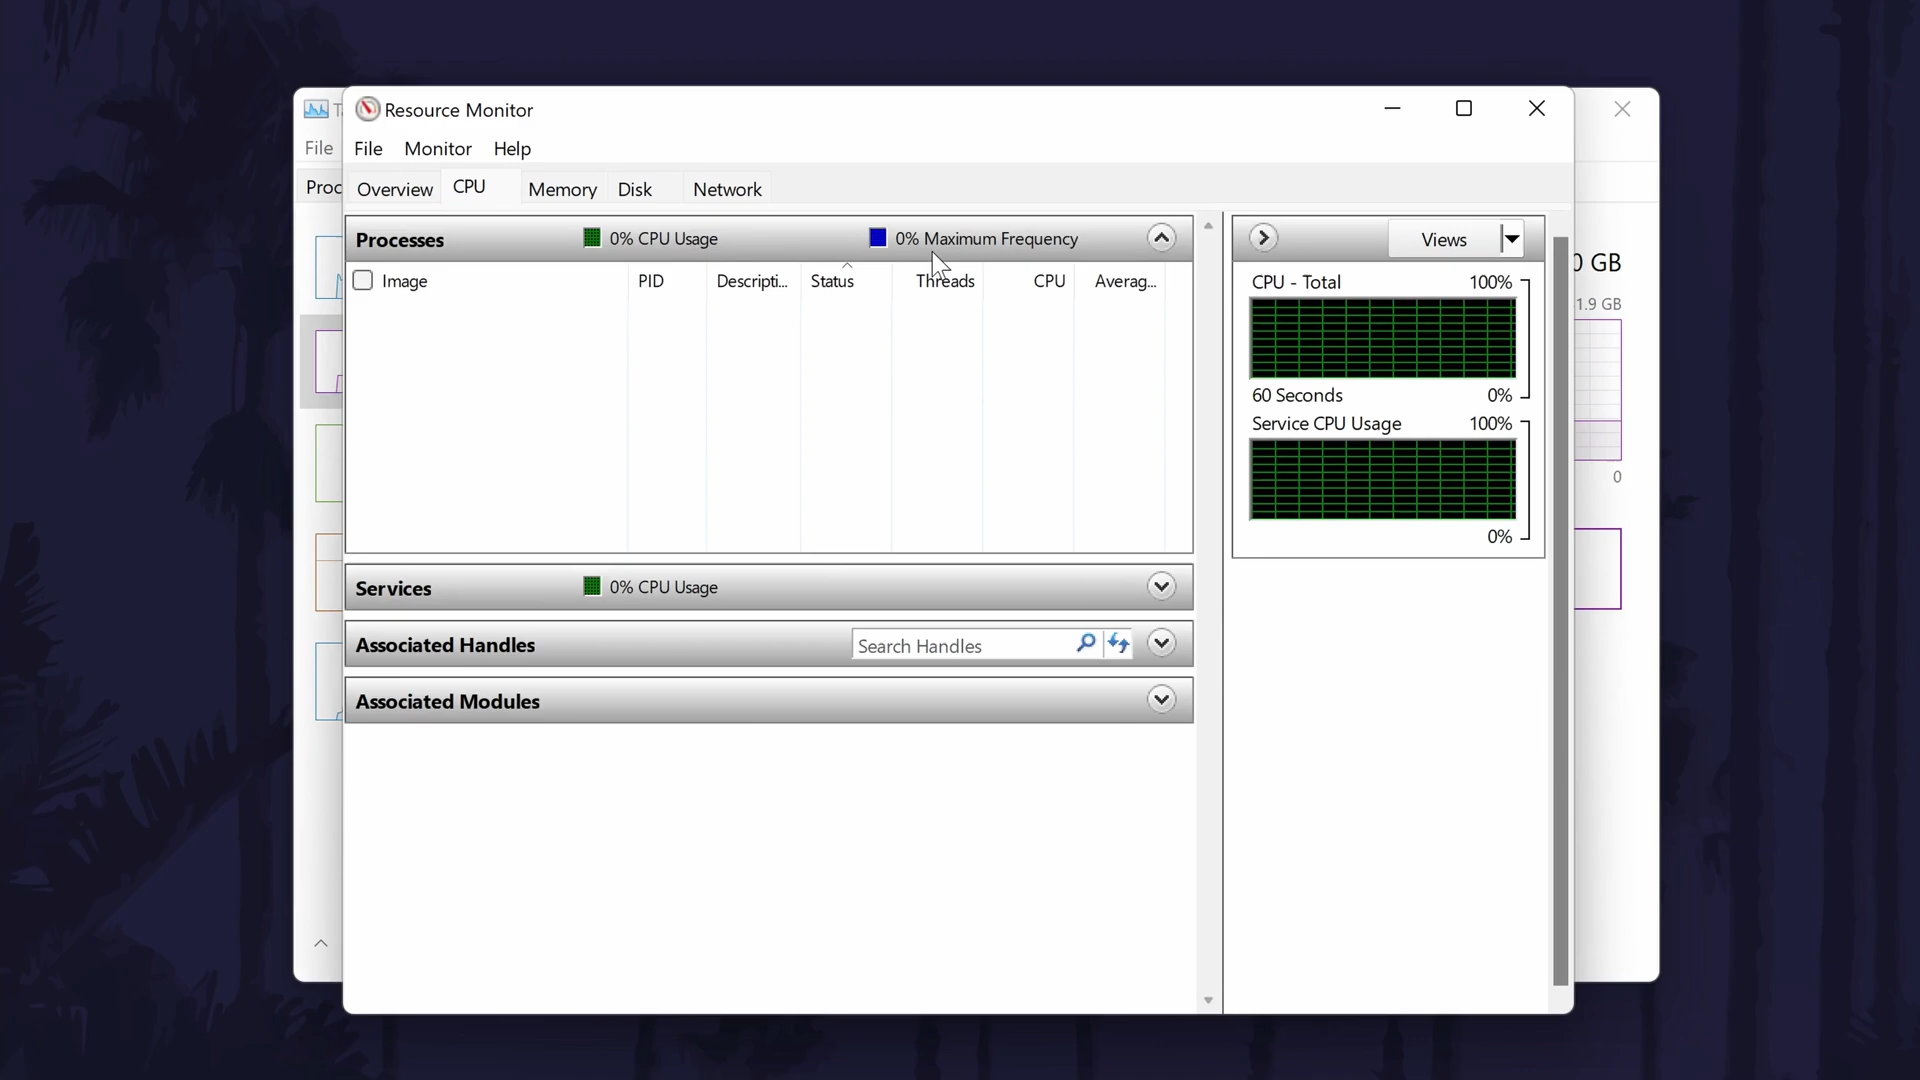 Resource Monitor
File
File Monitor Help
Proc
Overview CPU Memory Disk Network
Processes 0% CPU Usage 0% Maximum Frequency
Image PID Descripti... Status Threads CPU Averag...
Services 0% CPU Usage
Associated Handles Search Handles
Associated Modules
Views
CPU - Total 100%
60 Seconds 0%
Service CPU Usage 100%
0%
0 GB
1.9 GB
0